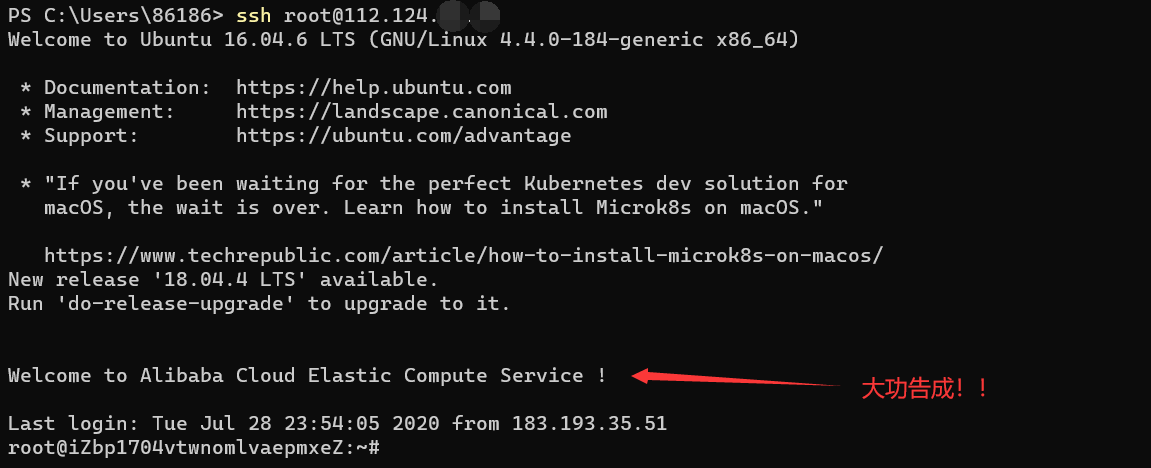 PS C:\Users\86186> ssh root@112.124.
Welcome to Ubuntu 16.04.6 LTS (GNU/Linux 4.4.0-184-generic x86_64)
* Documentation: https://help.ubuntu.com
* Management: https://landscape.canonical.com
* Support: https://ubuntu.com/advantage
* "If you've been waiting for the perfect Kubernetes dev solution for
macOS, the wait is over. Learn how to install Microk8s on macOS."
https://www.techrepublic.com/article/how-to-install-microk8s-on-macos/
New release '18.04.4 LTS' available.
Run 'do-release-upgrade' to upgrade to it.
Welcome to Alibaba Cloud Elastic Compute Service !
大功告成！！
Last login: Tue Jul 28 23:54:05 2020 from 183.193.35.51
root@iZbp1704vtwnomlvaepmxeZ:~#